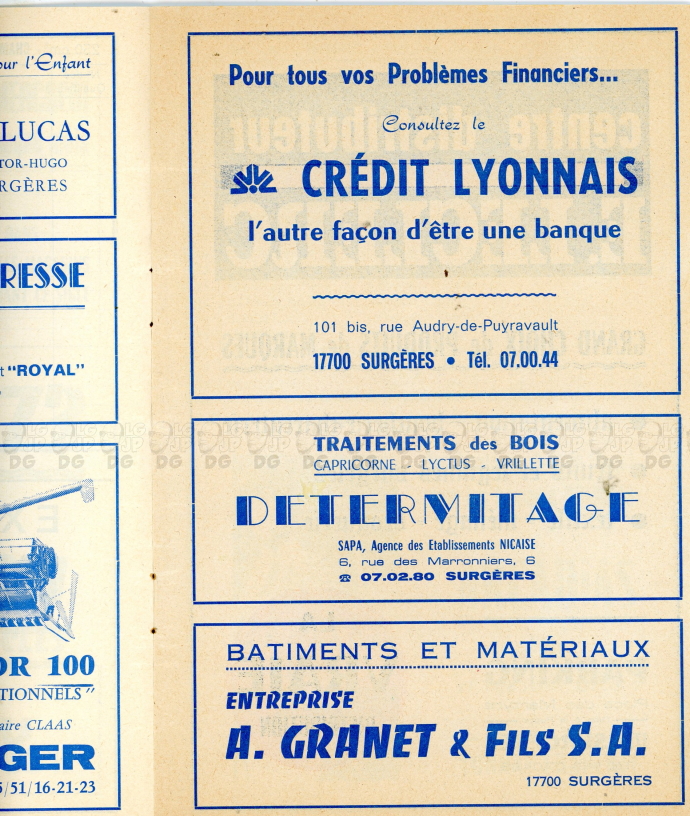 ur l'Enfant
LUCAS
TOR-HUGO
RGÈRES
RESSE
t "ROYAL"
OR 100
TIONNELS"
aire CLAAS
GER
5/51/16-21-23
Pour tous vos Problèmes Financiers...
Consultez le
CRÉDIT LYONNAIS
l'autre façon d'être une banque
101 bis, rue Audry-de-Puyravault
17700 SURGÈRES • Tél. 07.00.44
TRAITEMENTS des BOIS
CAPRICORNE - LYCTUS - VRILLETTE
DETERMITAGE
SAPA, Agence des Etablissements NICAISE
6, rue des Marronniers, 6
☎ 07.02.80 SURGÈRES
BATIMENTS ET MATÉRIAUX
ENTREPRISE
A. GRANET & FILS S.A.
17700 SURGÈRES